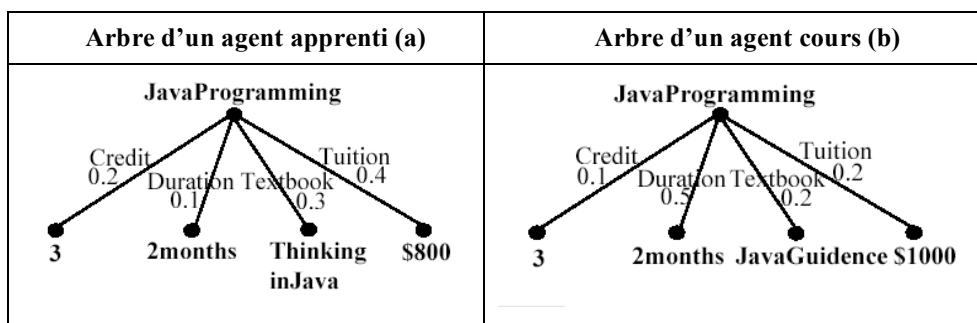 Arbre d’un agent apprenti (a)
JavaProgramming
Credit
0.2
Duration
0.1
Textbook
0.3
Tuition
0.4
3
2months
Thinking
inJava
$800
Arbre d’un agent cours (b)
JavaProgramming
Credit
0.1
Duration
0.5
Textbook
0.2
Tuition
0.2
3
2months
JavaGuidence
$1000